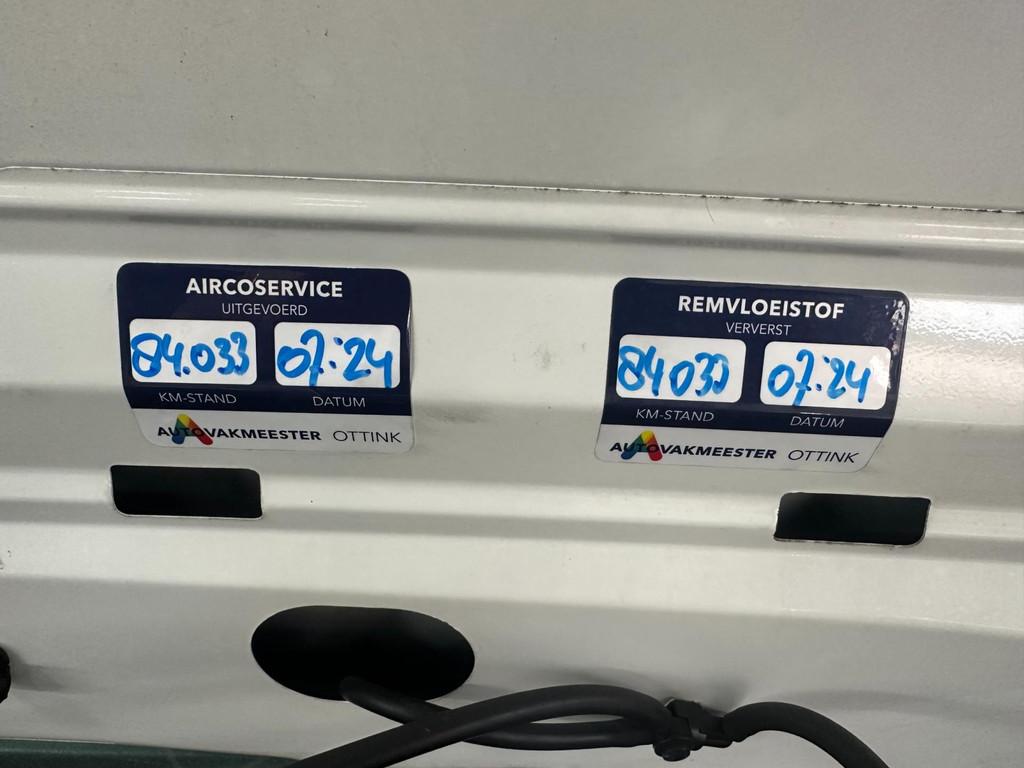 AIRCOSERVICE
UITGEVOERD
84.033 07:24
KM-STAND DATUM
AUTOVAKMEESTER OTTINK
REMVLOEISTOF
VERVERST
84033 07:24
KM-STAND DATUM
AUTOVAKMEESTER OTTINK